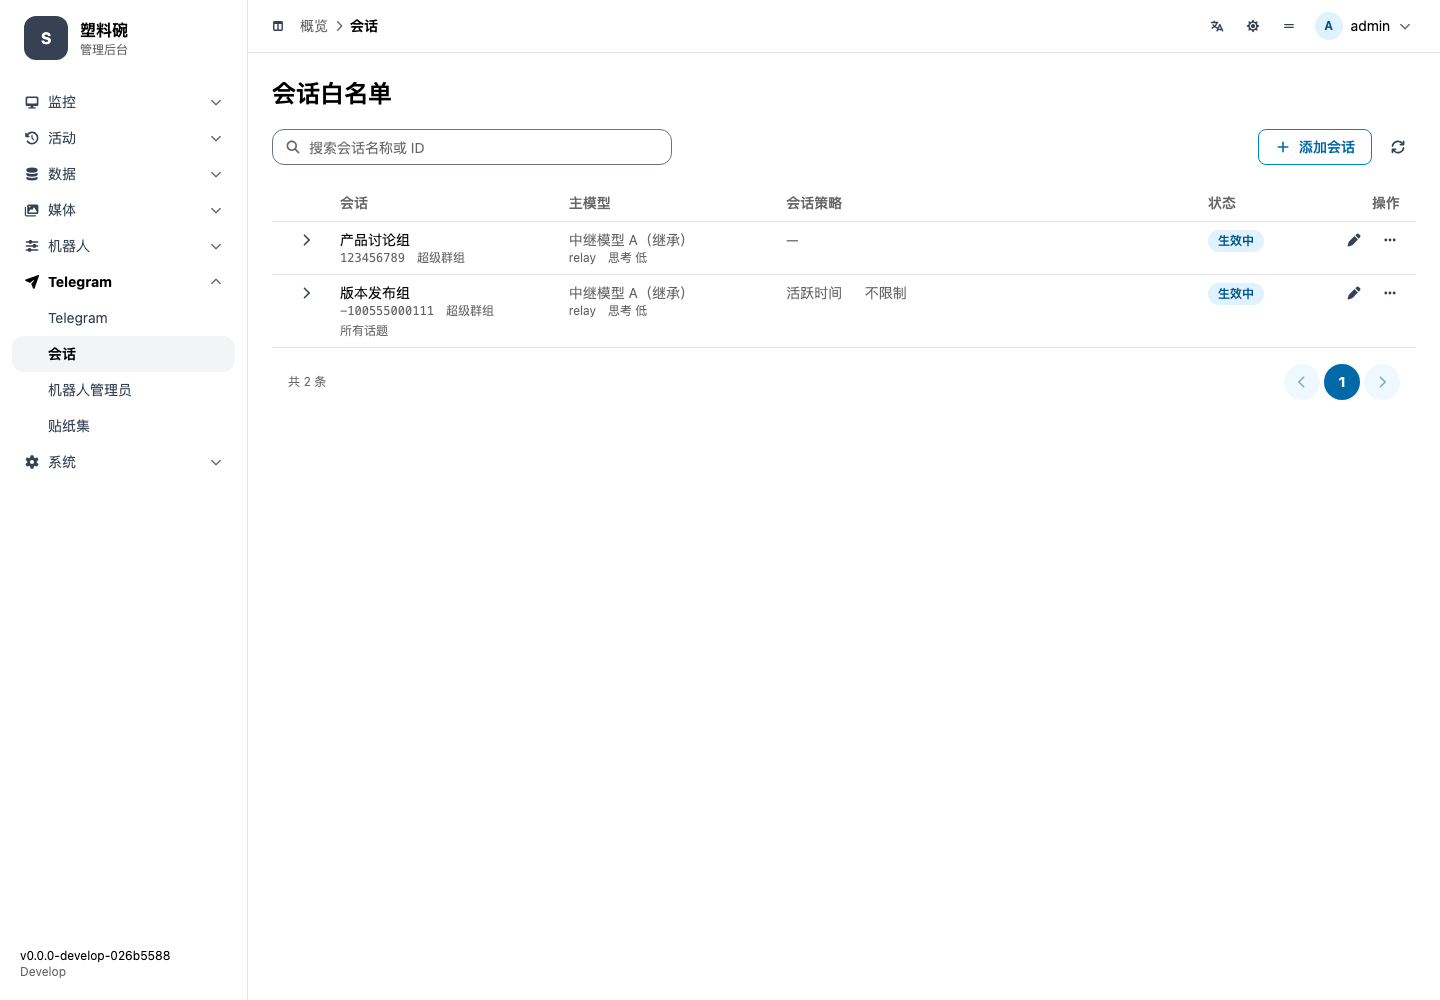 S
塑料碗
管理后台
监控
活动
数据
媒体
机器人
Telegram
Telegram
会话
机器人管理员
贴纸集
系统
v0.0.0-develop-026b5588
Develop
概览 会话
A admin
会话白名单
搜索会话名称或 ID
添加会话
会话 主模型 会话策略 状态 操作
产品讨论组 中继模型 A（继承） — 生效中
123456789 超级群组 relay 思考 低
版本发布组 中继模型 A（继承） 活跃时间 不限制 生效中
-100555000111 超级群组 relay 思考 低
所有话题
共 2 条
1